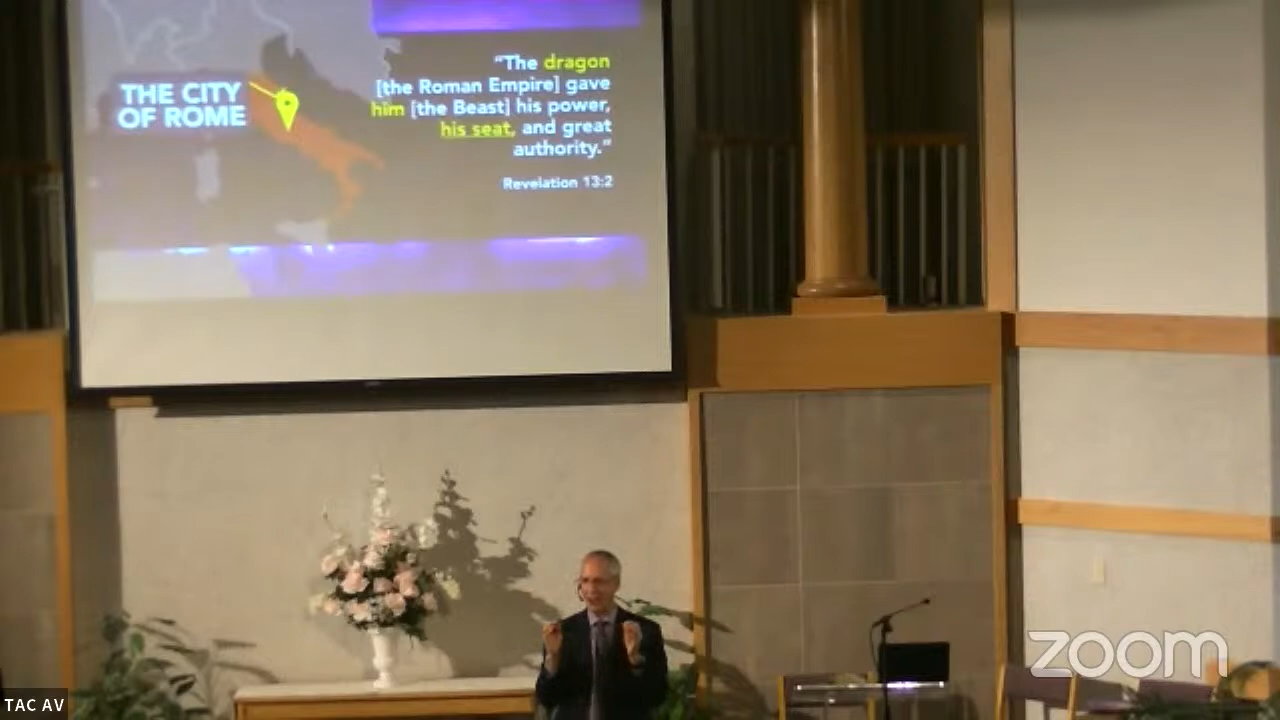 THE CITY
OF ROME
“The dragon
[the Roman Empire] gave
him [the Beast] his power,
his seat, and great
authority.”
Revelation 13:2
zoom
TAC AV